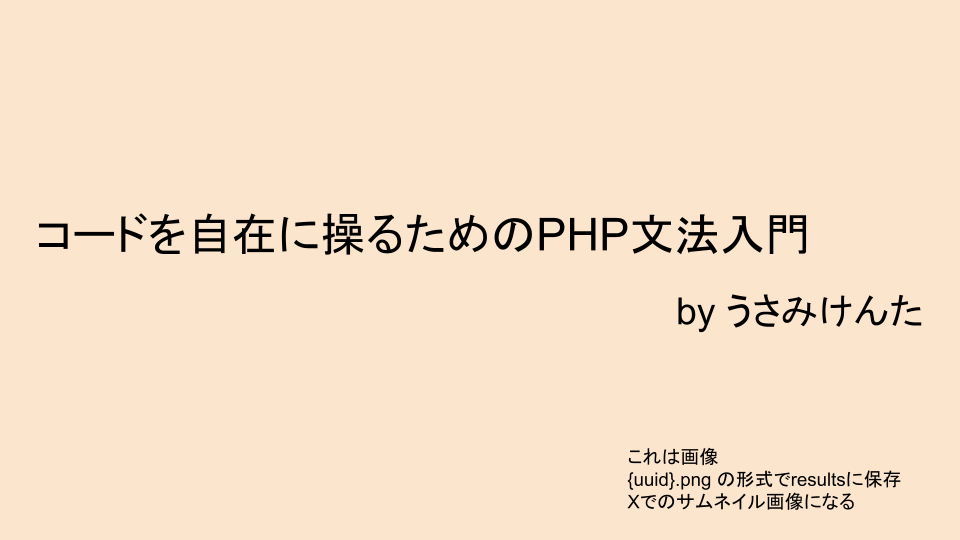 コードを自在に操るためのPHP文法入門
by うさみけんた
これは画像
{uuid}.png の形式でresultsに保存
Xでのサムネイル画像になる